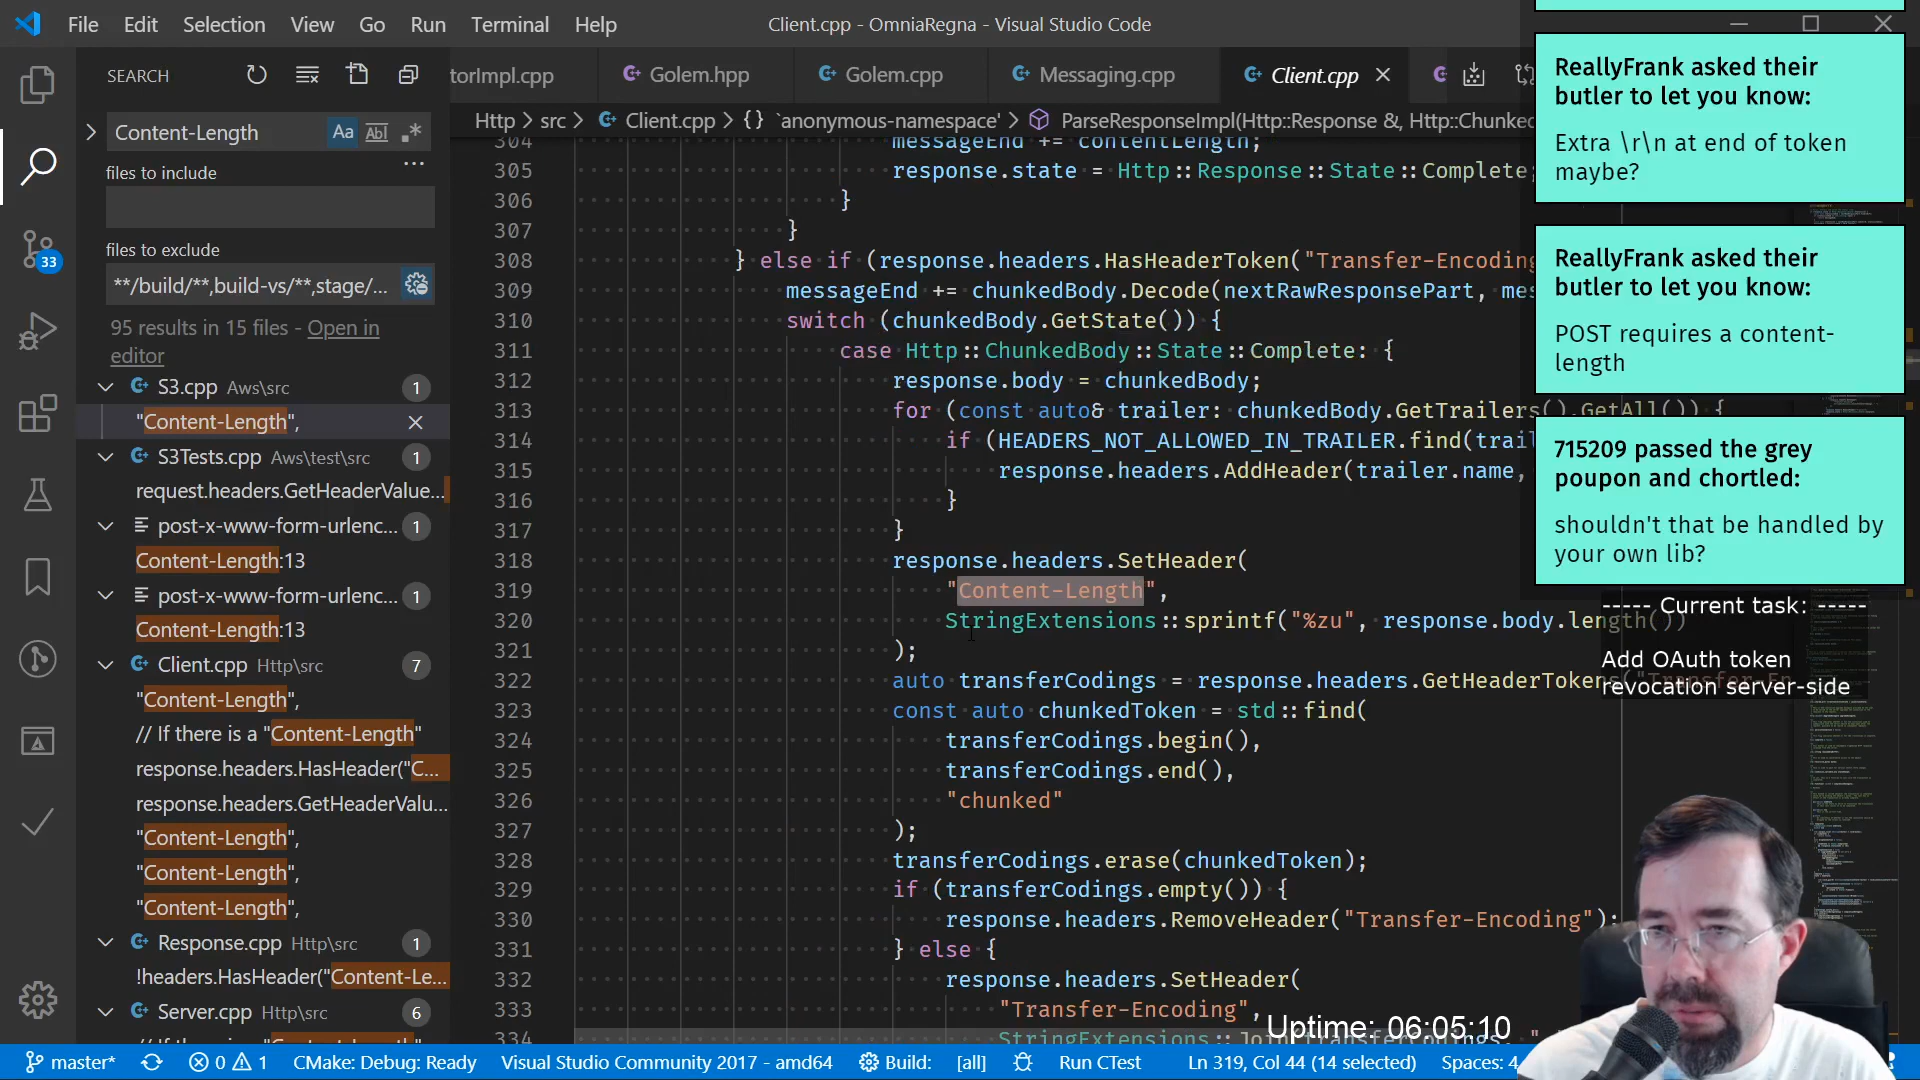 File Edit Selection View Go Run Terminal Help
Client.cpp - OmniaRegna - Visual Studio Code
SEARCH
torImpl.cpp Golem.hpp Golem.cpp Messaging.cpp Client.cpp
Content-Length
Aa Abl .*
Http > src > Client.cpp > {} `anonymous-namespace' > ParseResponseImpl(Http::Response &, Http::Chunke
files to include
files to exclude
**/build/**,build-vs/**,stage/...
95 results in 15 files - Open in
editor
S3.cpp Aws\src 1
"Content-Length",
S3Tests.cpp Aws\test\src 1
request.headers.GetHeaderValue...
post-x-www-form-urlenc... 1
Content-Length:13
post-x-www-form-urlenc... 1
Content-Length:13
Client.cpp Http\src 7
"Content-Length",
// If there is a "Content-Length"
response.headers.HasHeader("C...
response.headers.GetHeaderValu...
"Content-Length",
"Content-Length",
"Content-Length",
Response.cpp Http\src 1
!headers.HasHeader("Content-Le...
Server.cpp Http\src 6
33
304 messageEnd += contentLength;
305 response.state = Http::Response::State::Complete;
306 }
307 }
308 } else if (response.headers.HasHeaderToken("Transfer-Encoding
309 messageEnd += chunkedBody.Decode(nextRawResponsePart, mes
310 switch (chunkedBody.GetState()) {
311 case Http::ChunkedBody::State::Complete: {
312 response.body = chunkedBody;
313 for (const auto& trailer: chunkedBody.GetTrailers().GetAll()) {
314 if (HEADERS_NOT_ALLOWED_IN_TRAILER.find(trail
315 response.headers.AddHeader(trailer.name,
316 }
317 }
318 response.headers.SetHeader(
319 "Content-Length",
320 StringExtensions::sprintf("%zu", response.body.length())
321 );
322 auto transferCodings = response.headers.GetHeaderTokens("Transfer-En
323 const auto chunkedToken = std::find(
324 transferCodings.begin(),
325 transferCodings.end(),
326 "chunked"
327 );
328 transferCodings.erase(chunkedToken);
329 if (transferCodings.empty()) {
330 response.headers.RemoveHeader("Transfer-Encoding");
331 } else {
332 response.headers.SetHeader(
333 "Transfer-Encoding",
334
ReallyFrank asked their
butler to let you know:
Extra \r\n at end of token
maybe?
ReallyFrank asked their
butler to let you know:
POST requires a content-
length
715209 passed the grey
poupon and chortled:
shouldn't that be handled by
your own lib?
----- Current task: -----
Add OAuth token
revocation server-side
Uptime: 06:05:10
master* 0 1 CMake: Debug: Ready Visual Studio Community 2017 - amd64 Build: [all] Run CTest Ln 319, Col 44 (14 selected) Spaces: 4